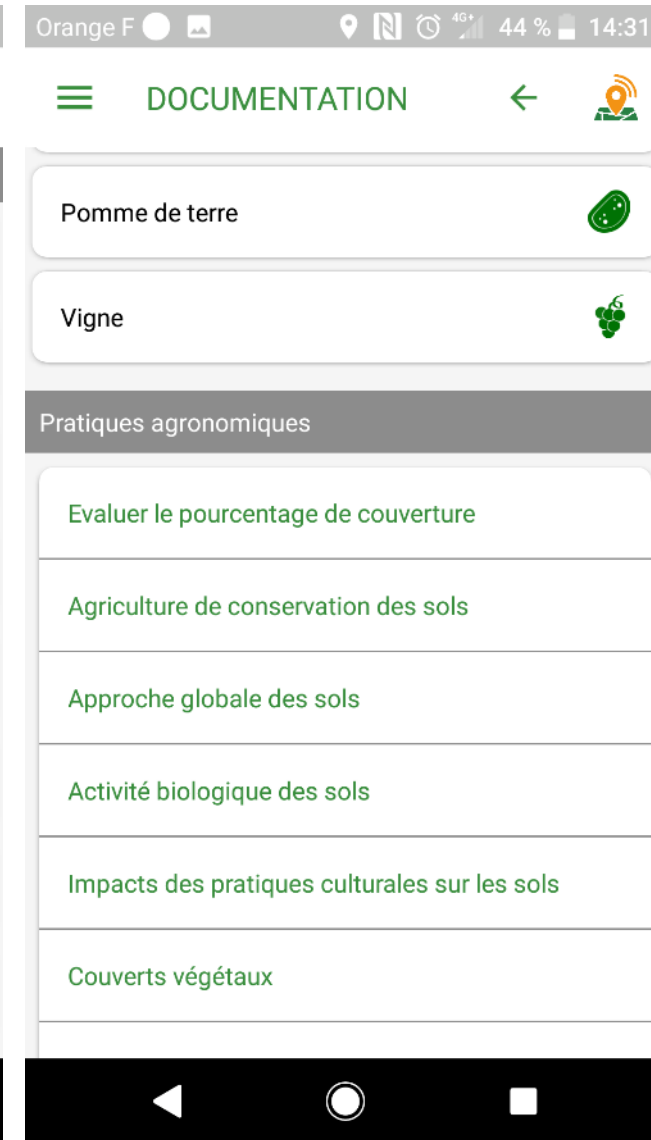 Orange F 4G+ 44 % 14:31
DOCUMENTATION
Pomme de terre
Vigne
Pratiques agronomiques
Evaluer le pourcentage de couverture
Agriculture de conservation des sols
Approche globale des sols
Activité biologique des sols
Impacts des pratiques culturales sur les sols
Couverts végétaux